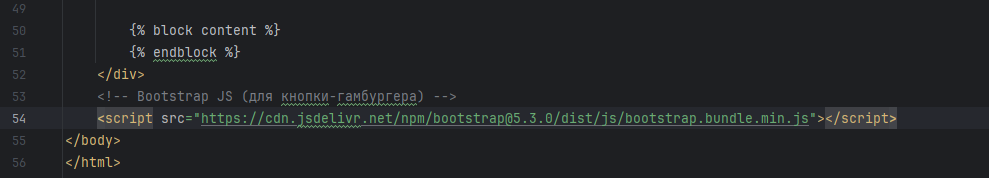 49
50 {% block content %}
51 {% endblock %}
52 </div>
53 <!-- Bootstrap JS (для кнопки-гамбургера) -->
54 <script src="https://cdn.jsdelivr.net/npm/bootstrap@5.3.0/dist/js/bootstrap.bundle.min.js"></script>
55 </body>
56 </html>